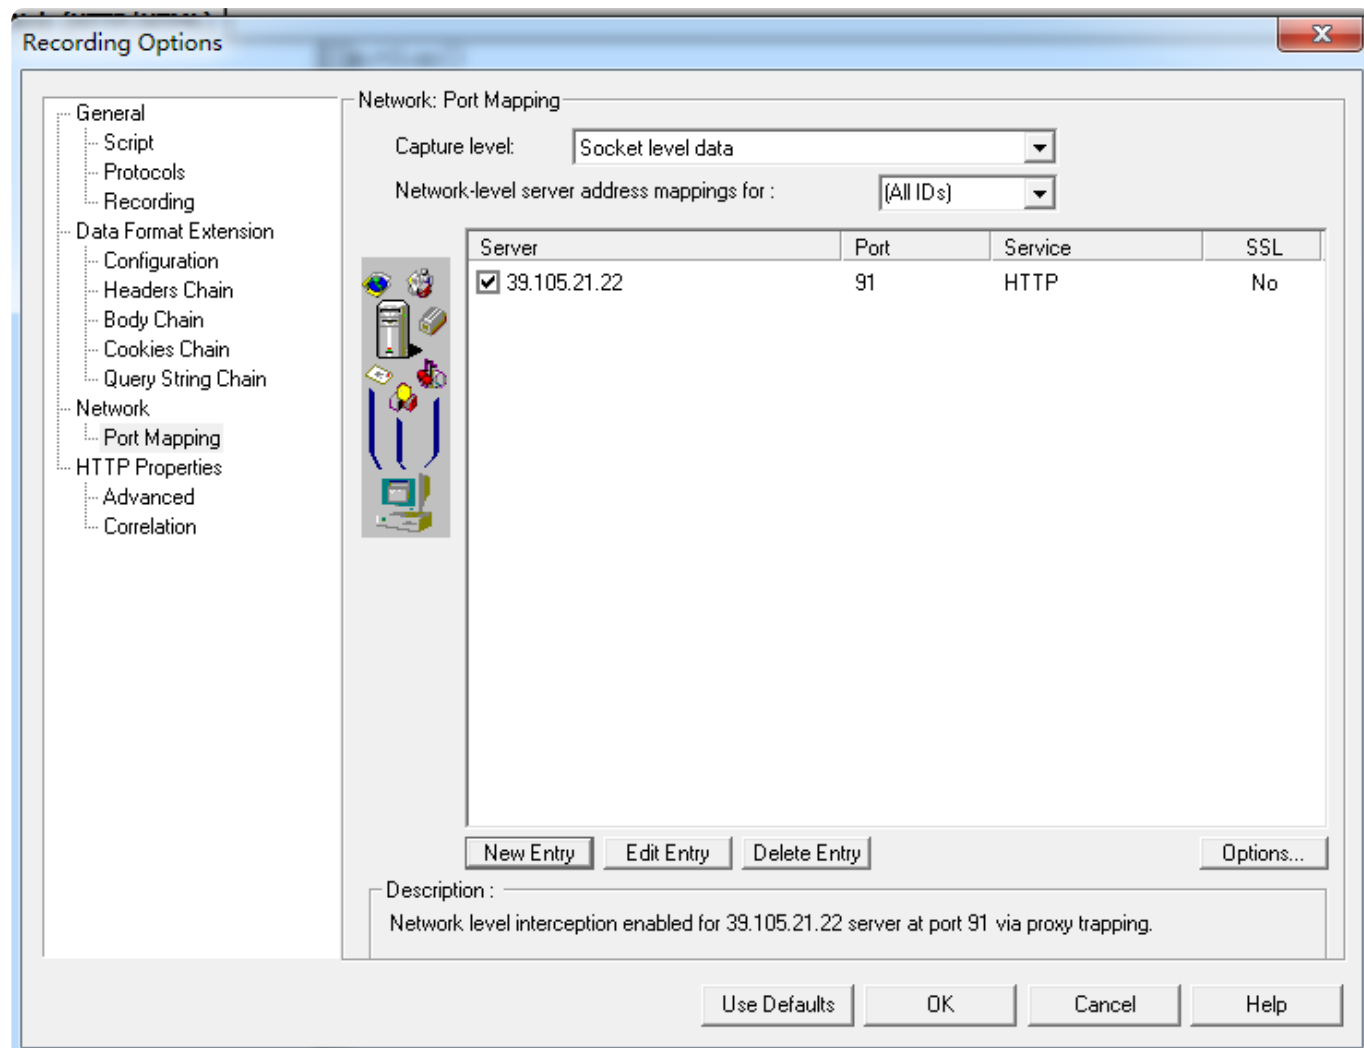 Recording Options
General
Script
Protocols
Recording
Data Format Extension
Configuration
Headers Chain
Body Chain
Cookies Chain
Query String Chain
Network
Port Mapping
HTTP Properties
Advanced
Correlation
Network: Port Mapping
Capture level: Socket level data
Network-level server address mappings for : (All IDs)
Server Port Service SSL
39.105.21.22 91 HTTP No
New Entry Edit Entry Delete Entry Options...
Description :
Network level interception enabled for 39.105.21.22 server at port 91 via proxy trapping.
Use Defaults OK Cancel Help